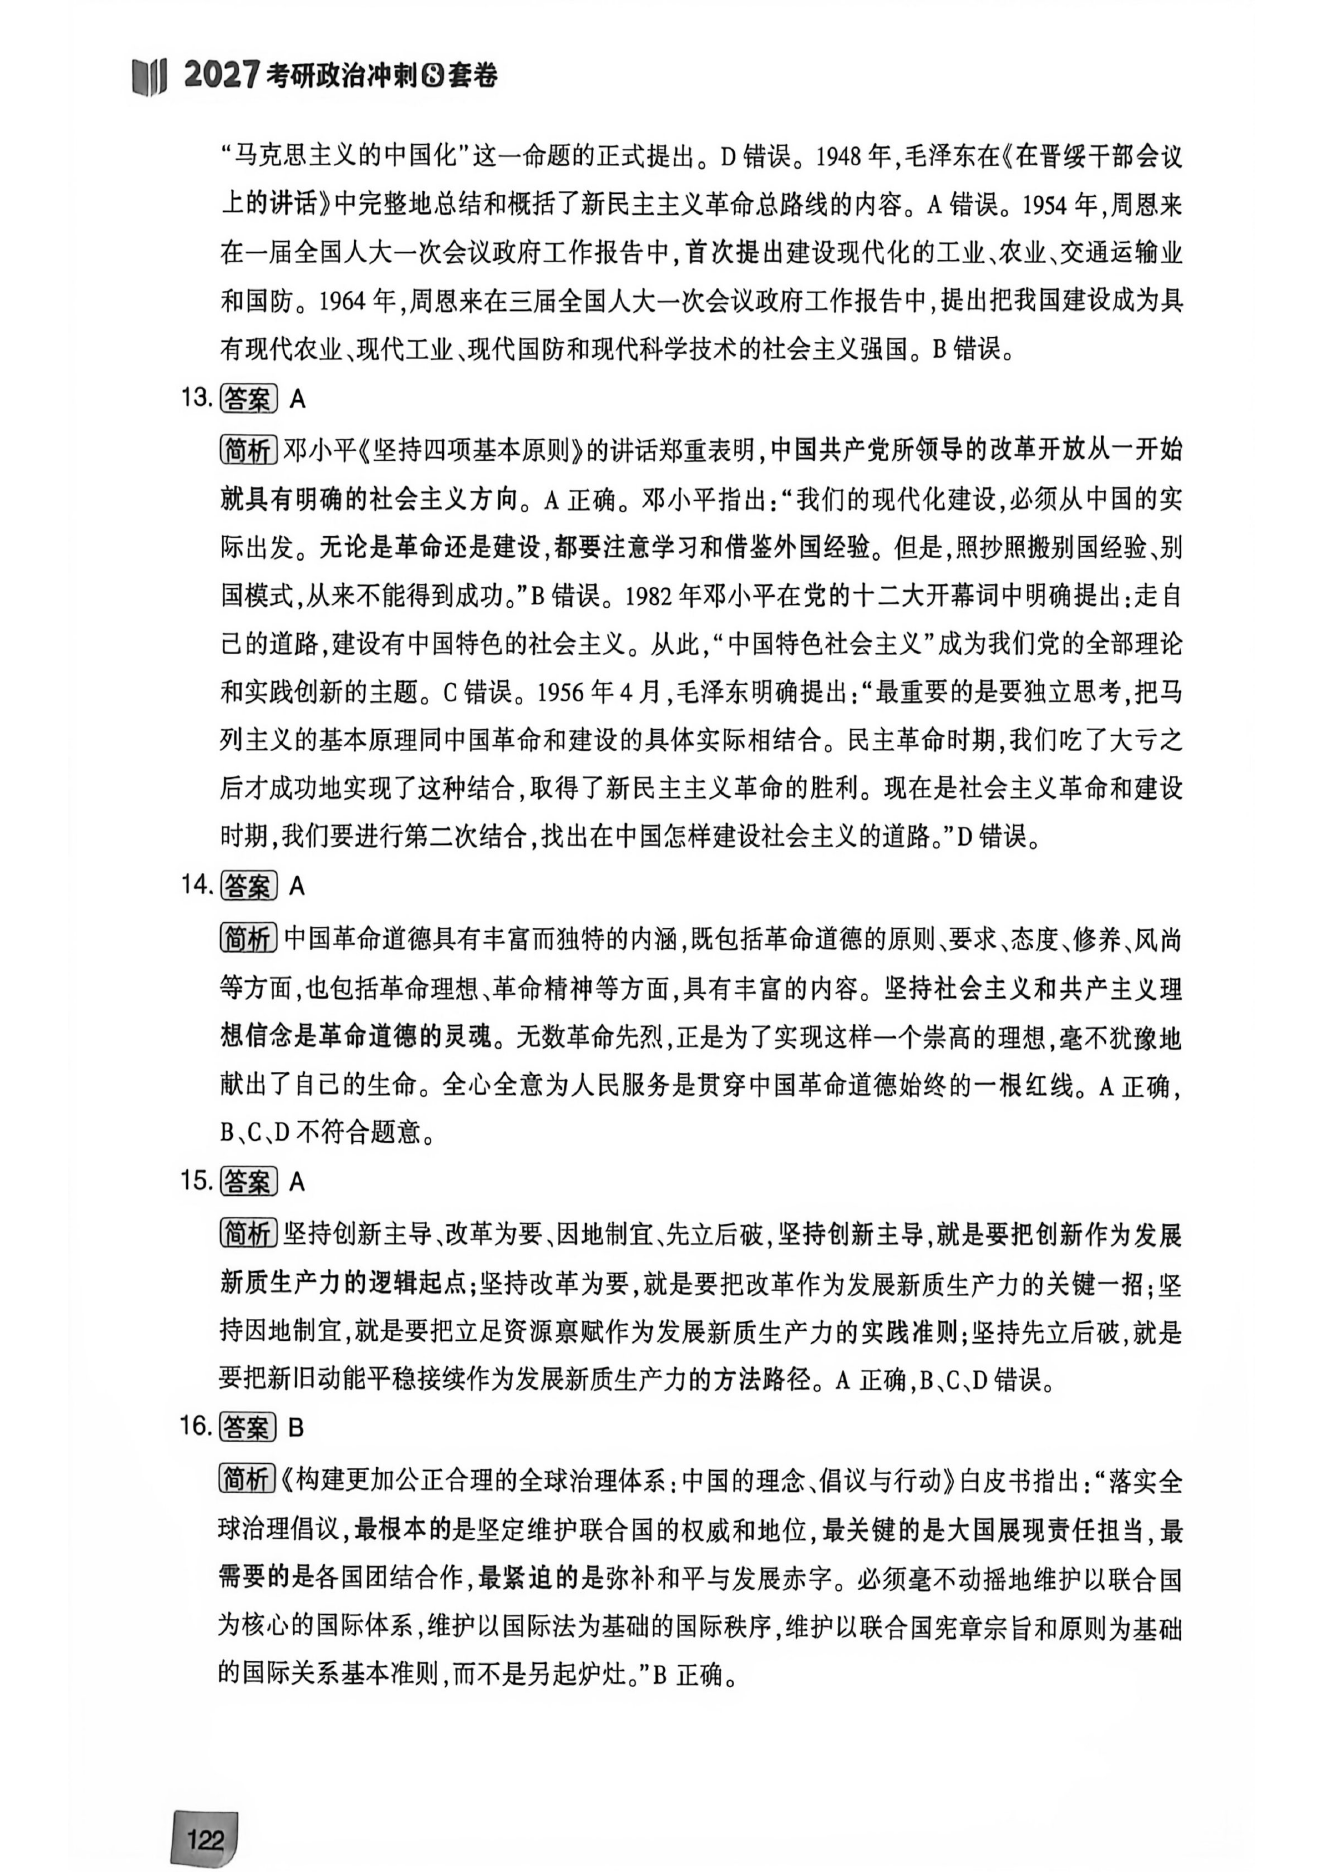 2027考研政治冲刺8套卷
“马克思主义的中国化”这一命题的正式提出。D 错误。1948 年,毛泽东在《在晋绥干部会议
上的讲话》中完整地总结和概括了新民主主义革命总路线的内容。A 错误。1954 年,周恩来
在一届全国人大一次会议政府工作报告中,首次提出建设现代化的工业、农业、交通运输业
和国防。1964 年,周恩来在三届全国人大一次会议政府工作报告中,提出把我国建设成为具
有现代农业、现代工业、现代国防和现代科学技术的社会主义强国。B 错误。
13. 答案 A
简析 邓小平《坚持四项基本原则》的讲话郑重表明,中国共产党所领导的改革开放从一开始
就具有明确的社会主义方向。A 正确。邓小平指出:“我们的现代化建设,必须从中国的实
际出发。无论是革命还是建设,都要注意学习和借鉴外国经验。但是,照抄照搬别国经验、别
国模式,从来不能得到成功。”B 错误。1982 年邓小平在党的十二大开幕词中明确提出:走自
己的道路,建设有中国特色的社会主义。从此,“中国特色社会主义”成为我们党的全部理论
和实践创新的主题。C 错误。1956 年 4 月,毛泽东明确提出:“最重要的是要独立思考,把马
列主义的基本原理同中国革命和建设的具体实际相结合。民主革命时期,我们吃了大亏之
后才成功地实现了这种结合,取得了新民主主义革命的胜利。现在是社会主义革命和建设
时期,我们要进行第二次结合,找出在中国怎样建设社会主义的道路。”D 错误。
14. 答案 A
简析 中国革命道德具有丰富而独特的内涵,既包括革命道德的原则、要求、态度、修养、风尚
等方面,也包括革命理想、革命精神等方面,具有丰富的内容。坚持社会主义和共产主义理
想信念是革命道德的灵魂。无数革命先烈,正是为了实现这样一个崇高的理想,毫不犹豫地
献出了自己的生命。全心全意为人民服务是贯穿中国革命道德始终的一根红线。A 正确,
B、C、D 不符合题意。
15. 答案 A
简析 坚持创新主导、改革为要、因地制宜、先立后破,坚持创新主导,就是要把创新作为发展
新质生产力的逻辑起点;坚持改革为要,就是要把改革作为发展新质生产力的关键一招;坚
持因地制宜,就是要把立足资源禀赋作为发展新质生产力的实践准则;坚持先立后破,就是
要把新旧动能平稳接续作为发展新质生产力的方法路径。A 正确,B、C、D 错误。
16. 答案 B
简析《构建更加公正合理的全球治理体系:中国的理念、倡议与行动》白皮书指出:“落实全
球治理倡议,最根本的是坚定维护联合国的权威和地位,最关键的是大国展现责任担当,最
需要的是各国团结合作,最紧迫的是弥补和平与发展赤字。必须毫不动摇地维护以联合国
为核心的国际体系,维护以国际法为基础的国际秩序,维护以联合国宪章宗旨和原则为基础
的国际关系基本准则,而不是另起炉灶。”B 正确。
122